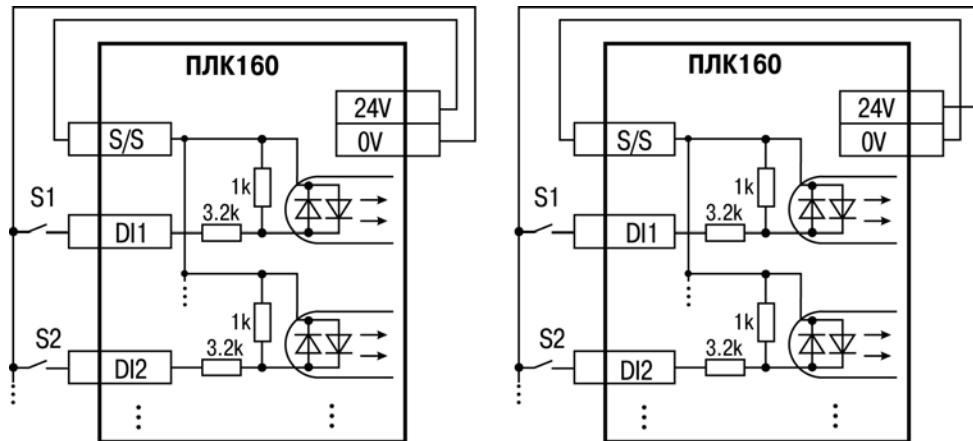 ПЛК160
24V
0V
S/S
1k
S1
3.2k
DI1
1k
S2
3.2k
DI2
ПЛК160
24V
0V
S/S
1k
S1
3.2k
DI1
1k
S2
3.2k
DI2